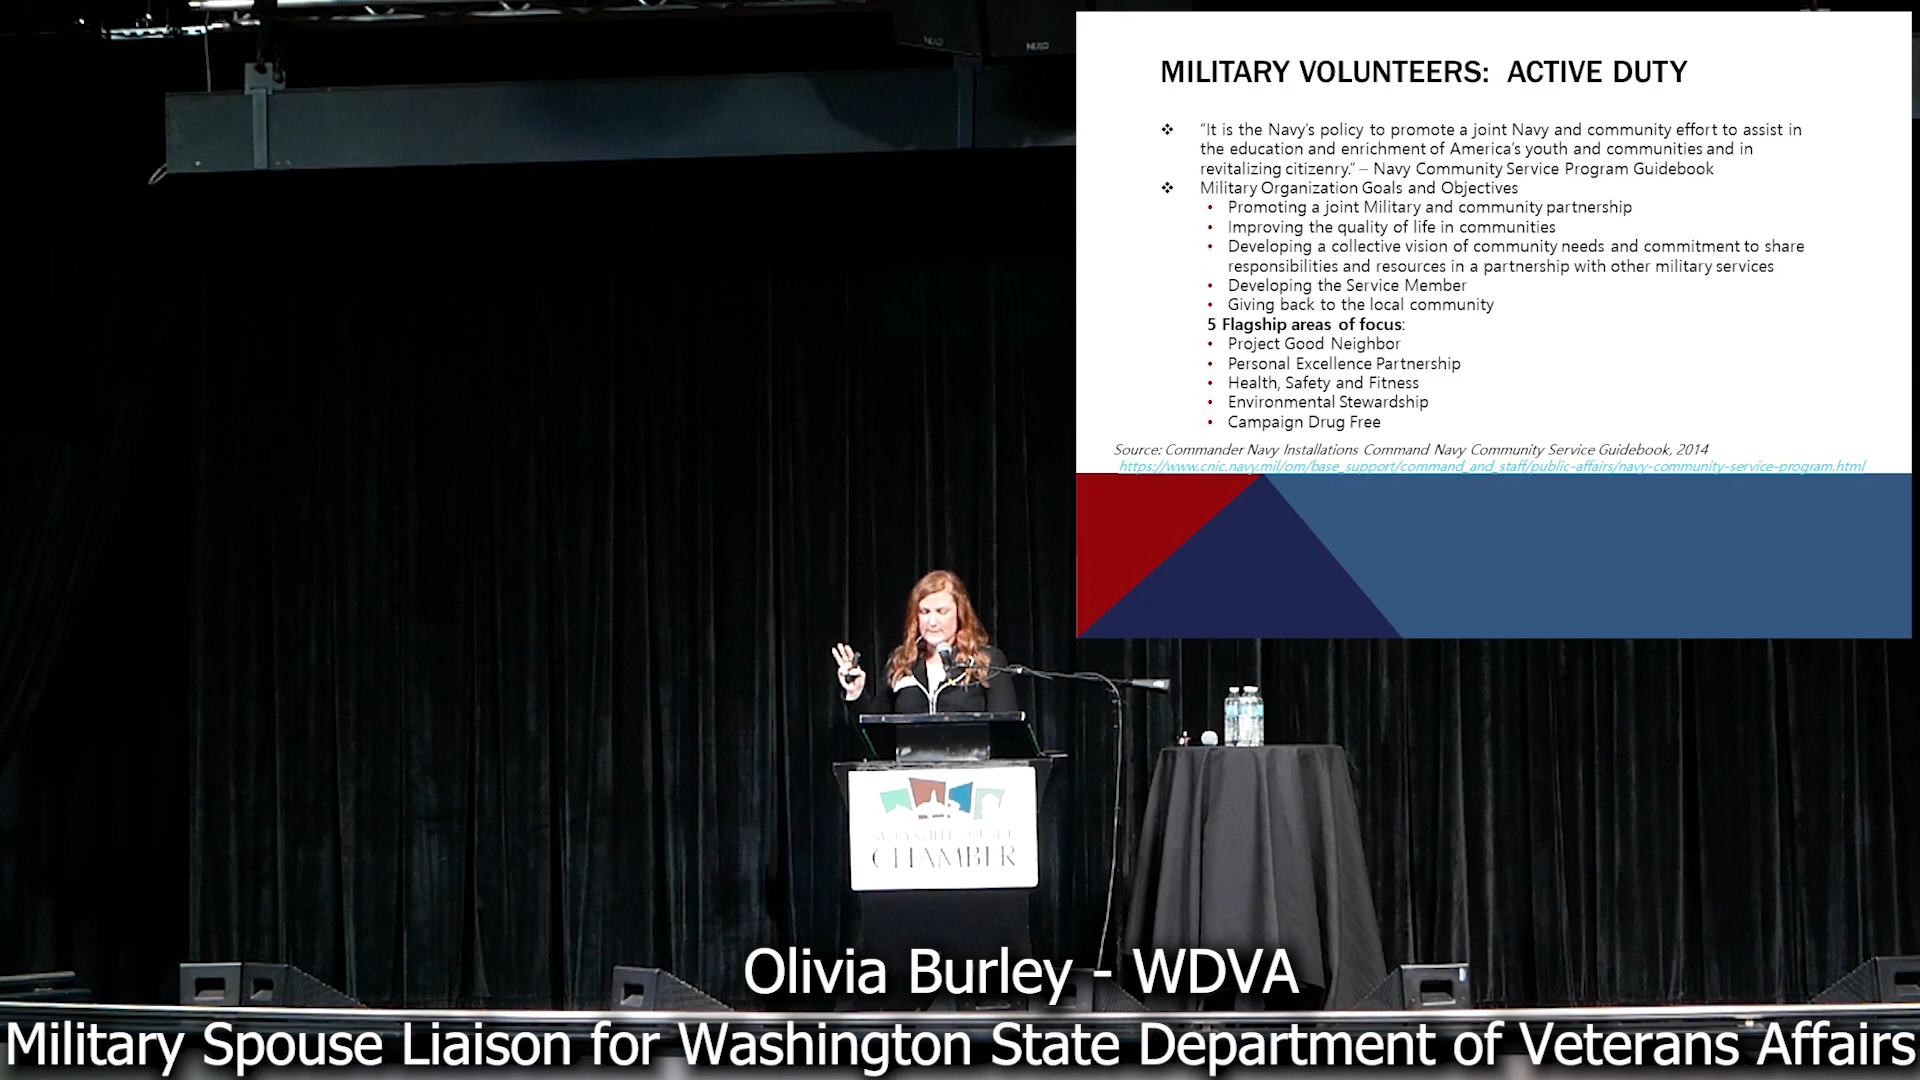 NEXO
NEXO
MILITARY VOLUNTEERS: ACTIVE DUTY
❖ “It is the Navy’s policy to promote a joint Navy and community effort to assist in
the education and enrichment of America’s youth and communities and in
revitalizing citizenry.” – Navy Community Service Program Guidebook
❖ Military Organization Goals and Objectives
• Promoting a joint Military and community partnership
• Improving the quality of life in communities
• Developing a collective vision of community needs and commitment to share
responsibilities and resources in a partnership with other military services
• Developing the Service Member
• Giving back to the local community
5 Flagship areas of focus:
• Project Good Neighbor
• Personal Excellence Partnership
• Health, Safety and Fitness
• Environmental Stewardship
• Campaign Drug Free
Source: Commander Navy Installations Command Navy Community Service Guidebook, 2014
https://www.cnic.navy.mil/om/base_support/command_and_staff/public-affairs/navy-community-service-program.html
CHAMBER
Olivia Burley - WDVA
Military Spouse Liaison for Washington State Department of Veterans Affairs